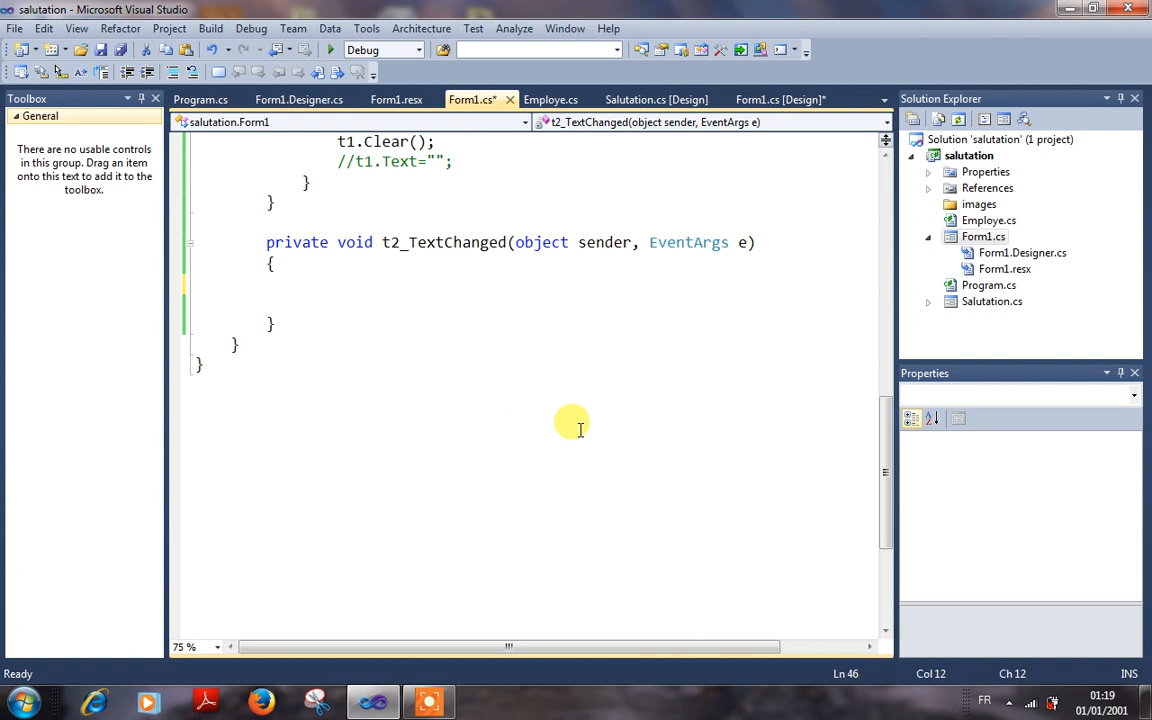 salutation - Microsoft Visual Studio
File Edit View Refactor Project Build Debug Team Data Tools Architecture Test Analyze Window Help
Debug
Toolbox
General
There are no usable controls
in this group. Drag an item
onto this text to add it to the
toolbox.
Program.cs Form1.Designer.cs Form1.resx Form1.cs* Employe.cs Salutation.cs [Design] Form1.cs [Design]*
salutation.Form1 t2_TextChanged(object sender, EventArgs e)
t1.Clear();
//t1.Text="";
}
}
private void t2_TextChanged(object sender, EventArgs e)
{
}
}
}
75 %
Solution Explorer
Solution 'salutation' (1 project)
salutation
Properties
References
images
Employe.cs
Form1.cs
Form1.Designer.cs
Form1.resx
Program.cs
Salutation.cs
Properties
Ready Ln 46 Col 12 Ch 12 INS
FR 01:19
01/01/2001